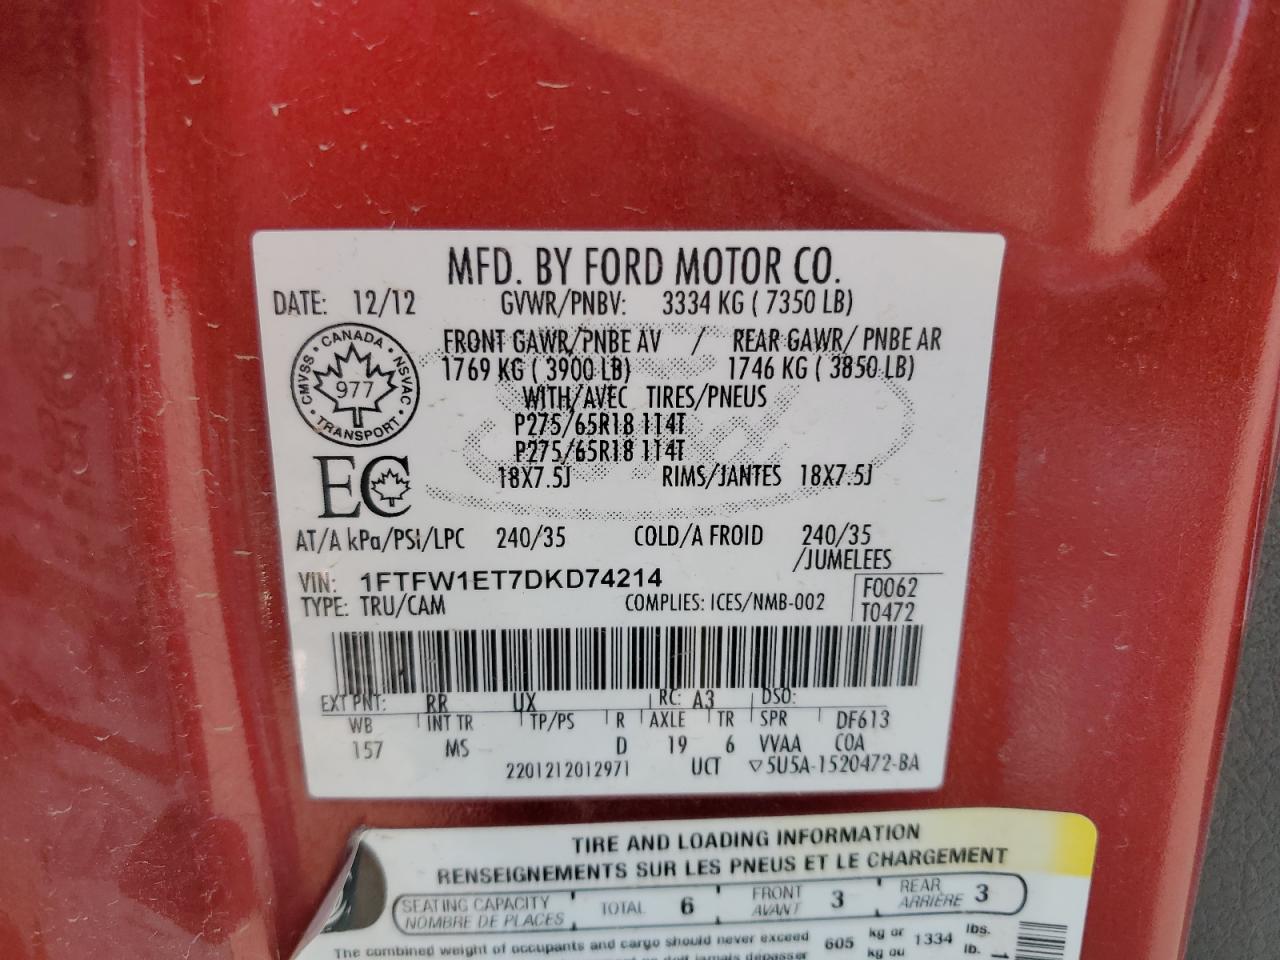 MFD. BY FORD MOTOR CO.
DATE: 12/12 GVWR/PNBV: 3334 KG ( 7350 LB)
FRONT GAWR/PNBE AV / REAR GAWR/ PNBE AR
1769 KG ( 3900 LB) 1746 KG ( 3850 LB)
WITH/AVEC TIRES/PNEUS
P275/65R18 114T
P275/65R18 114T
18X7.5J RIMS/JANTES 18X7.5J
CANADA
CMVSS · NSVAC
977
TRANSPORT
EC
AT/A kPa/PSI/LPC 240/35 COLD/A FROID 240/35
/JUMELEES
VIN: 1FTFW1ET7DKD74214 F0062
TYPE: TRU/CAM COMPLIES: ICES/NMB-002 T0472
EXT PNT: RR UX RC: A3 DSO:
WB INT TR TP/PS R AXLE TR SPR DF613
157 MS D 19 6 VVAA COA
2201212012971 UCT ▽5U5A-1520472-BA
TIRE AND LOADING INFORMATION
RENSEIGNEMENTS SUR LES PNEUS ET LE CHARGEMENT
SEATING CAPACITY TOTAL 6 FRONT 3 REAR 3
NOMBRE DE PLACES AVANT ARRIÈRE
The combined weight of occupants and cargo should never exceed 605 kg or 1334 lbs.
doit jamais dépasser kg ou lb.